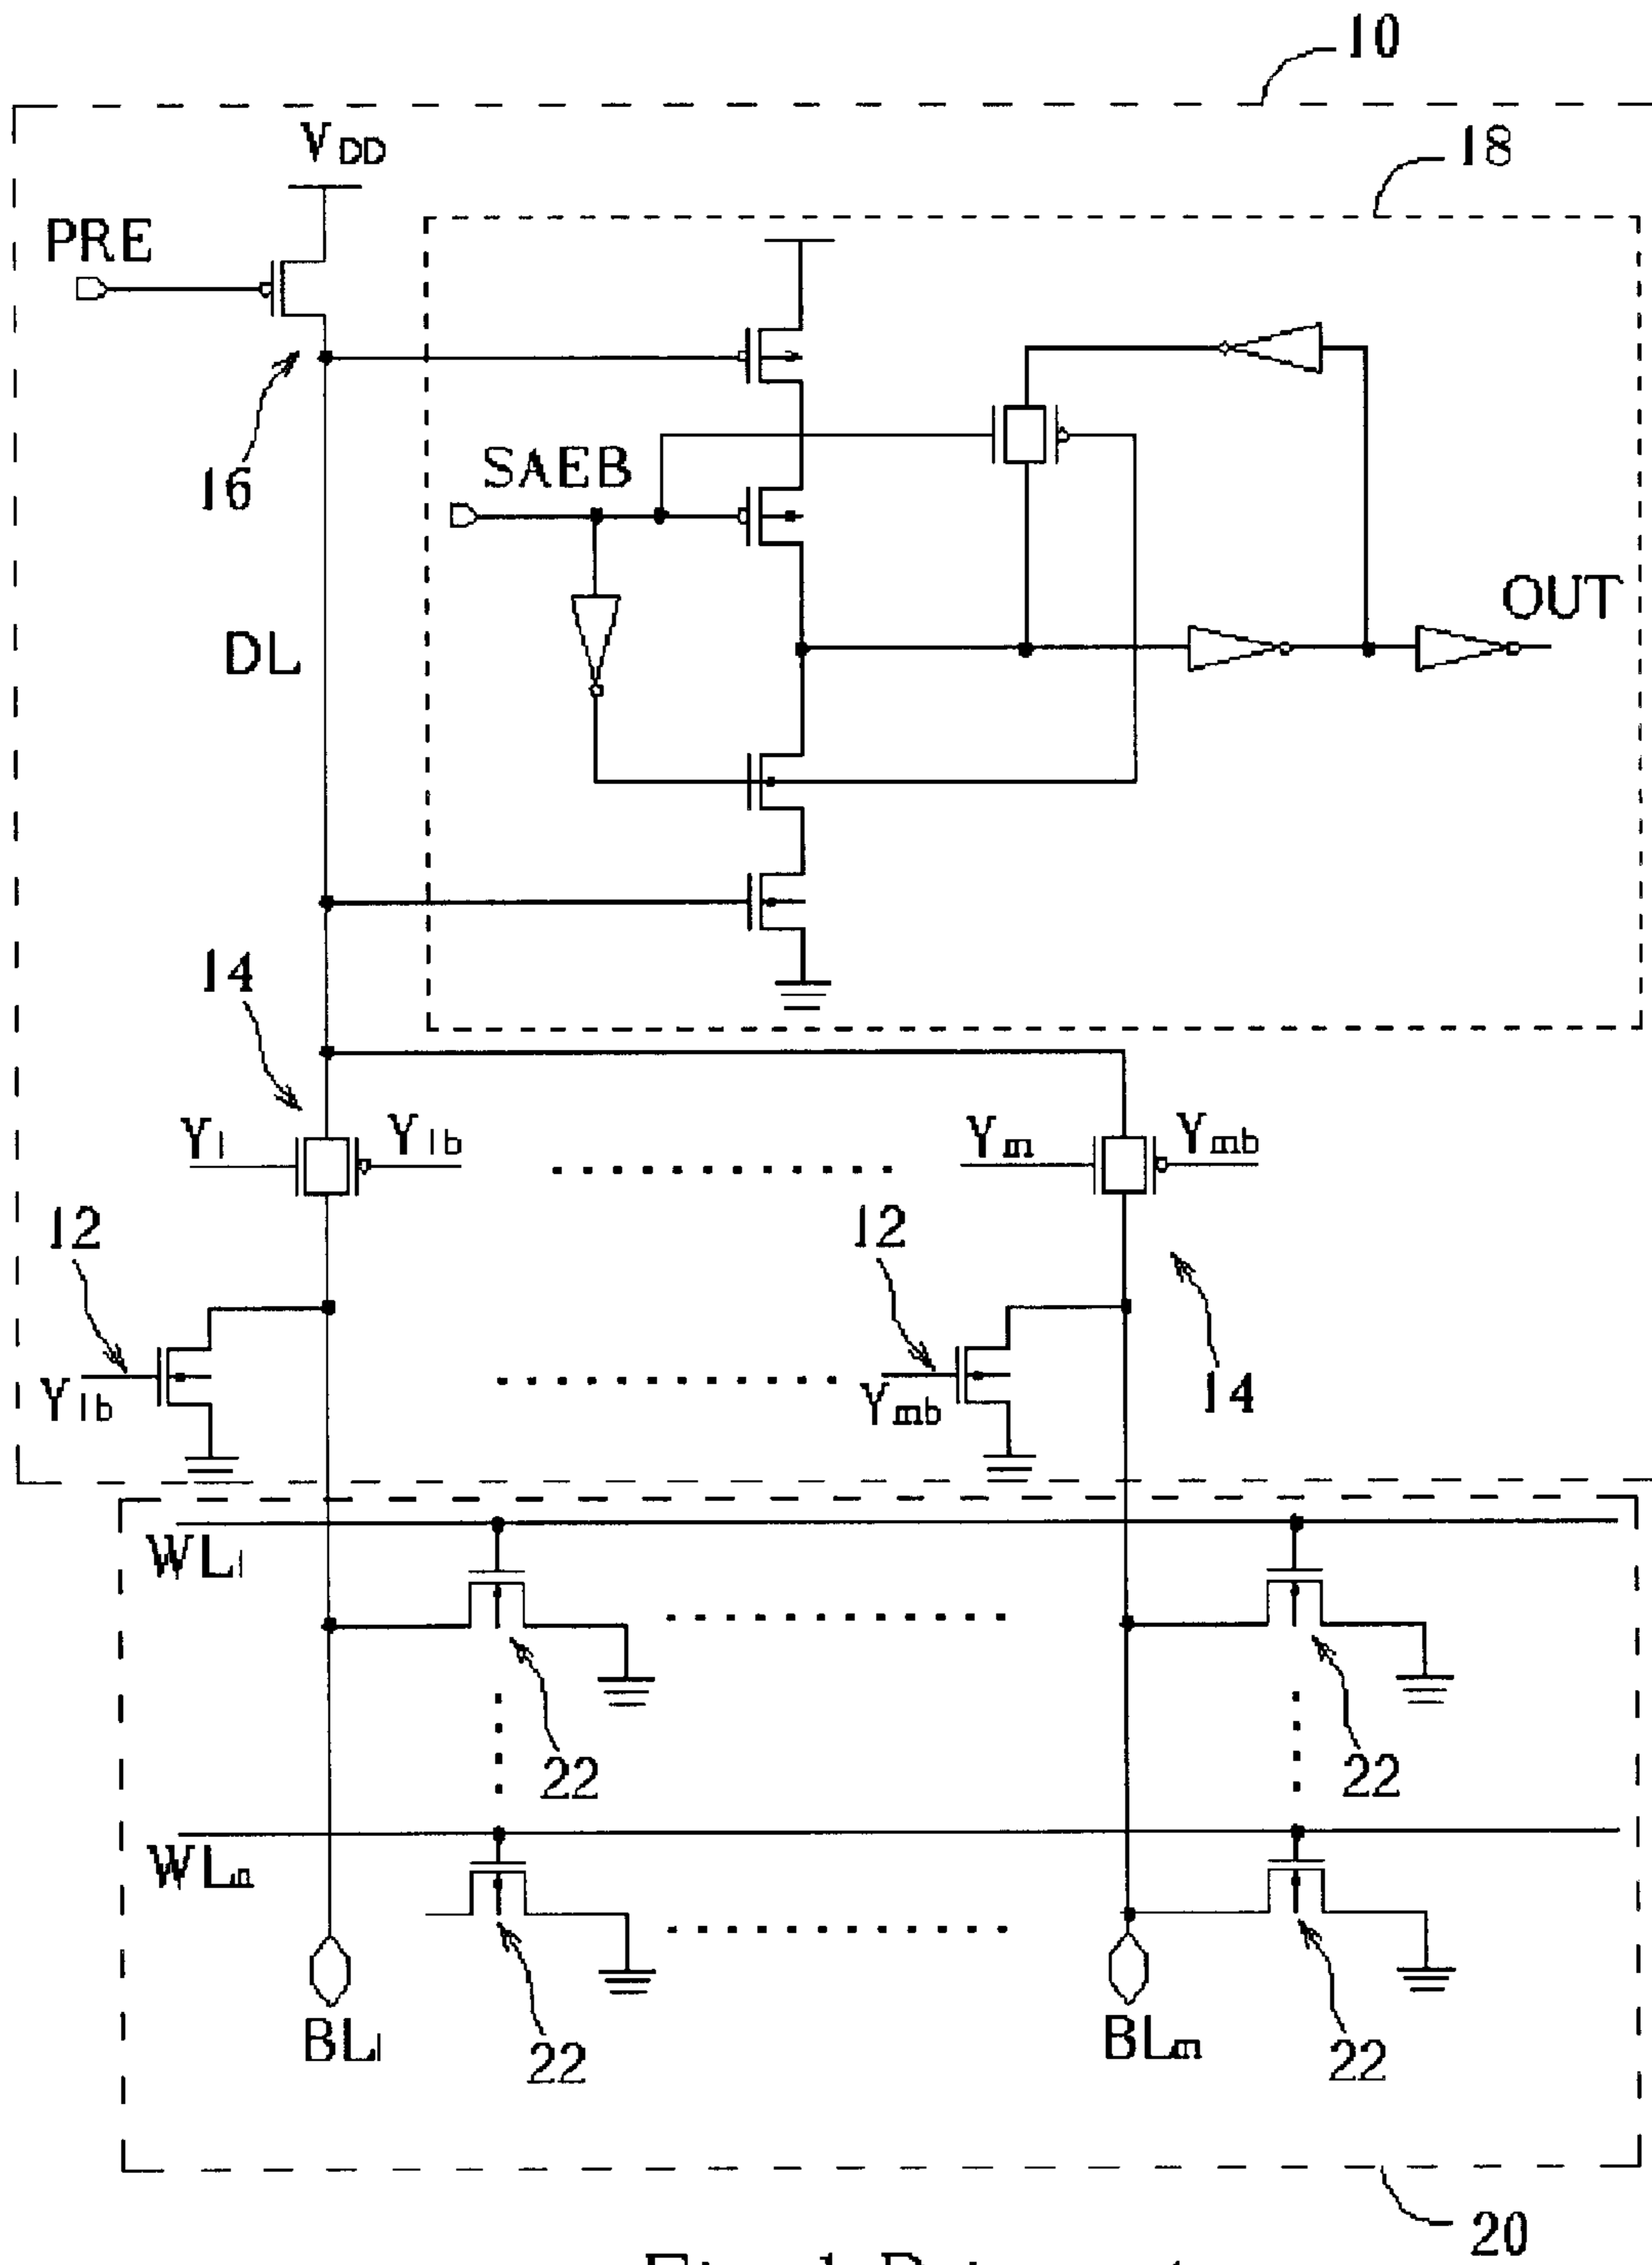 10
18
VDD
PRE
16
SAEB
DL
OUT
14
Y1 Y1b Ym Ymb
12 12
Y1b Ymb 14
WL1
22 22
WLn
BL1 22 BLm 22
20